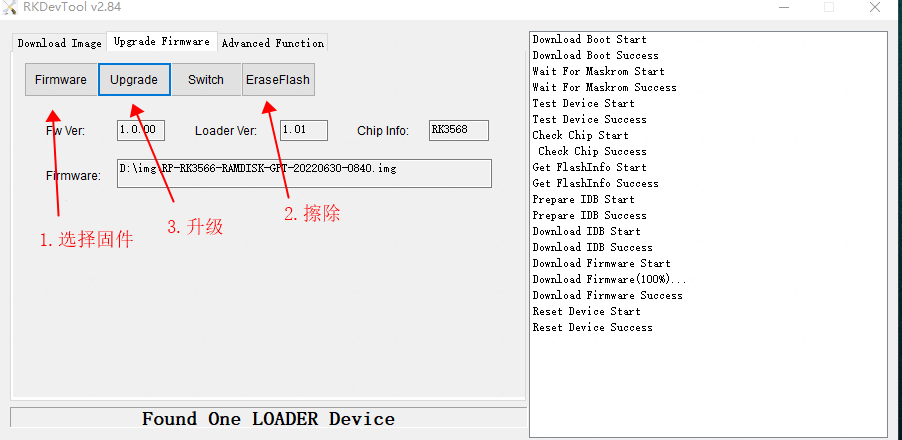 RKDevTool v2.84
Download Image Upgrade Firmware Advanced Function
Firmware Upgrade Switch EraseFlash
Fw Ver: 1.0.00 Loader Ver: 1.01 Chip Info: RK3568
Firmware: D:\img\RP-RK3566-RAMDISK-GPT-20220630-0840.img
1.选择固件
3.升级
2.擦除
Found One LOADER Device
Download Boot Start
Download Boot Success
Wait For Maskrom Start
Wait For Maskrom Success
Test Device Start
Test Device Success
Check Chip Start
Check Chip Success
Get FlashInfo Start
Get FlashInfo Success
Prepare IDB Start
Prepare IDB Success
Download IDB Start
Download IDB Success
Download Firmware Start
Download Firmware(100%)...
Download Firmware Success
Reset Device Start
Reset Device Success